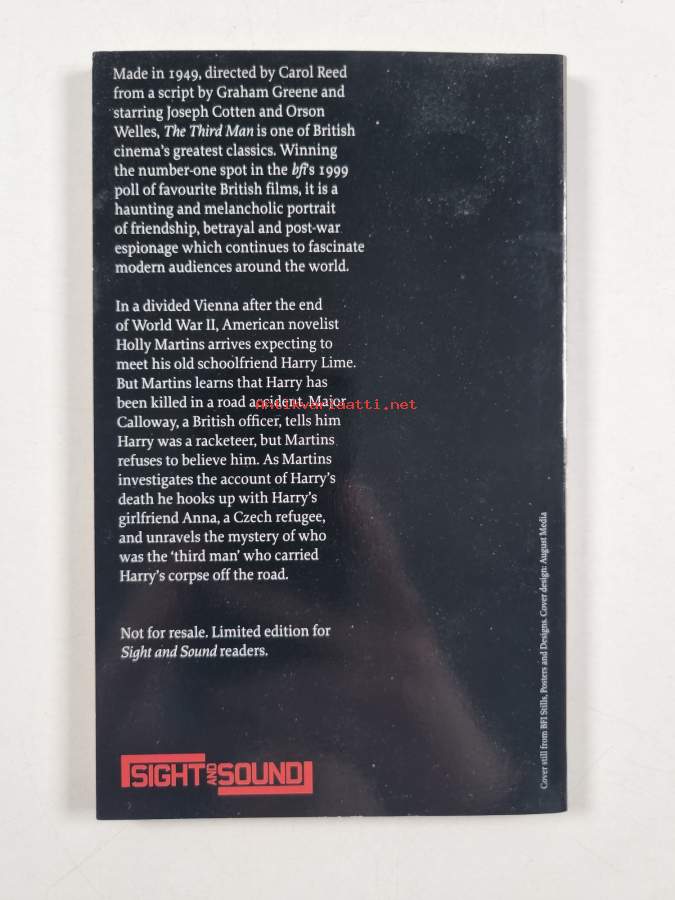 Made in 1949, directed by Carol Reed
from a script by Graham Greene and
starring Joseph Cotten and Orson
Welles, The Third Man is one of British
cinema's greatest classics. Winning
the number-one spot in the bfi's 1999
poll of favourite British films, it is a
haunting and melancholic portrait
of friendship, betrayal and post-war
espionage which continues to fascinate
modern audiences around the world.
In a divided Vienna after the end
of World War II, American novelist
Holly Martins arrives expecting to
meet his old schoolfriend Harry Lime.
But Martins learns that Harry has
been killed in a road accident. Major
Antikvariaatti.net
Calloway, a British officer, tells him
Harry was a racketeer, but Martins
refuses to believe him. As Martins
investigates the account of Harry's
death he hooks up with Harry's
girlfriend Anna, a Czech refugee,
and unravels the mystery of who
was the 'third man' who carried
Harry's corpse off the road.
Not for resale. Limited edition for
Sight and Sound readers.
SIGHT AND SOUND
Cover still from BFI Stills, Posters and Designs. Cover design: August Media